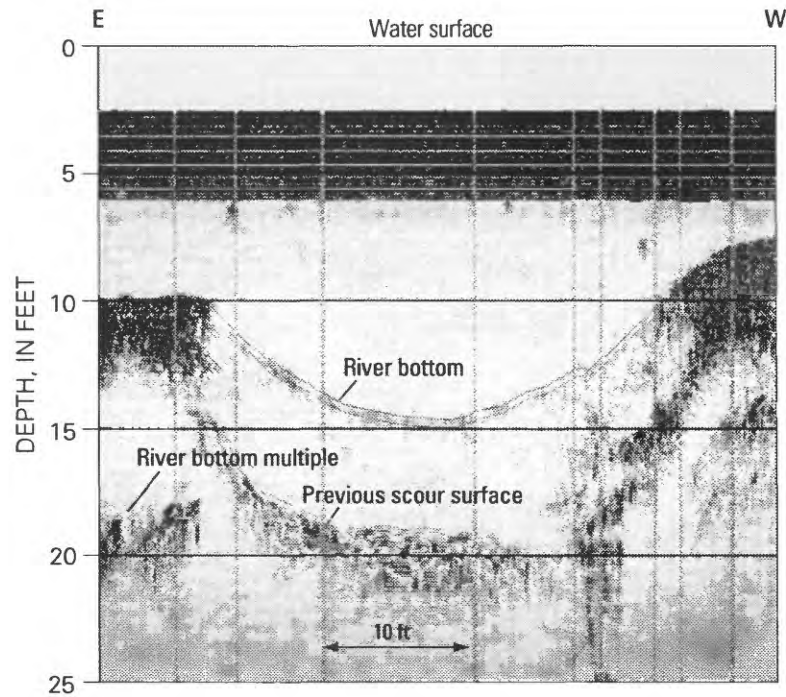 E
W
Water surface
0
5
10
15
20
25
DEPTH, IN FEET
River bottom
River bottom multiple
Previous scour surface
10 ft